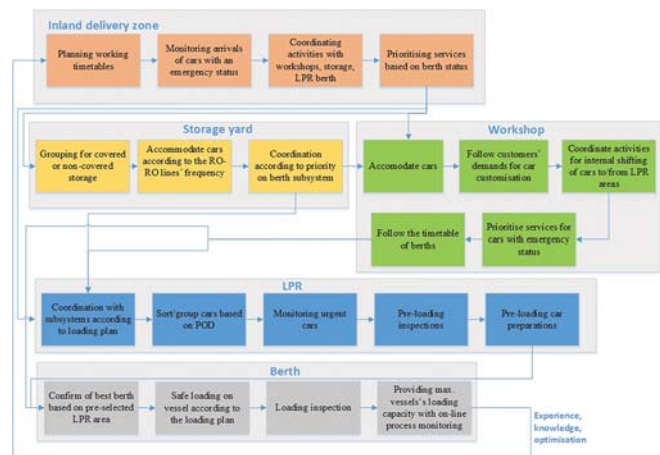 Inland delivery zone
Planning working
timetables
Monitoring arrivals
of cars with an
emergency status
Coordinating
activities with
workshops, storage,
LPR berth
Prioritising services
based on berth status
Storage yard
Grouping for covered
or non-covered
storage
Accommodate cars
according to the RO-
RO lines' frequency
Coordination
according to priority
on berth subsystem
Workshop
Accomodate cars
Follow customers'
demands for car
customisation
Coordinate activities
for internal shifting
of cars to/from LPR
areas
Follow the timetable
of berths
Prioritise services for
cars with emergency
status
LPR
Coordination with
subsystems according
to loading plan
Sort/group cars based
on POD
Monitoring urgent
cars
Pre-loading
inspections
Pre-loading car
preparations
Berth
Confirm of best berth
based on pre-selected
LPR area
Safe loading on
vessel according to
the loading plan
Loading inspection
Providing max.
vessels's loading
capacity with on-line
process monitoring
Experience,
knowledge,
optimisation